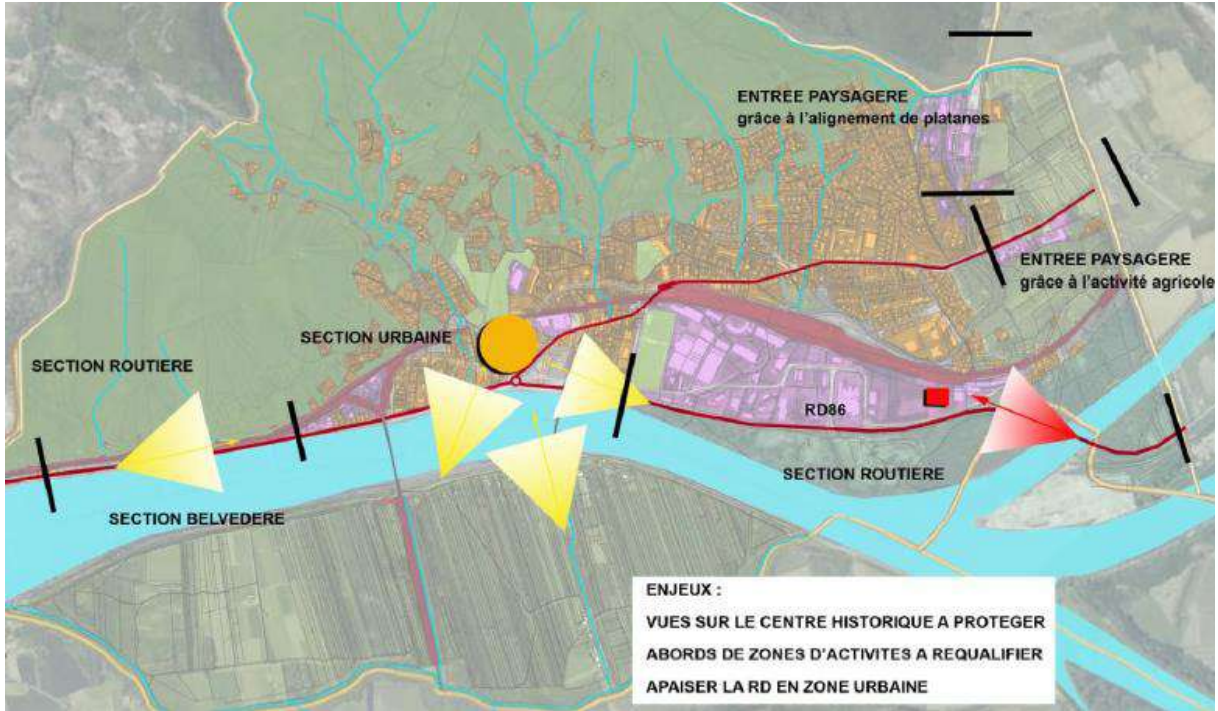 ENTREE PAYSAGERE
grâce à l'alignement de platanes
ENTREE PAYSAGERE
grâce à l'activité agricole
SECTION URBAINE
SECTION ROUTIERE
RD86
SECTION ROUTIERE
SECTION BELVEDERE
ENJEUX :
VUES SUR LE CENTRE HISTORIQUE A PROTEGER
ABORDS DE ZONES D'ACTIVITES A REQUALIFIER
APAISER LA RD EN ZONE URBAINE